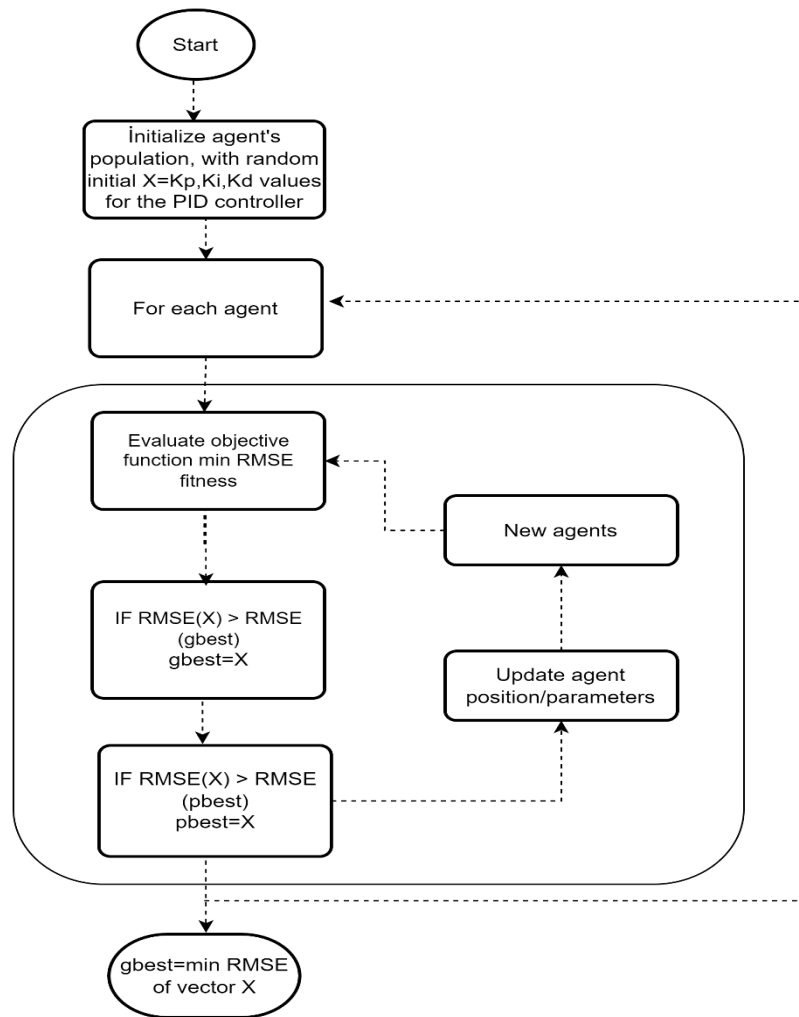 Start
İnitialize agent's
population, with random
initial X=Kp,Ki,Kd values
for the PID controller
For each agent
Evaluate objective
function min RMSE
fitness
New agents
IF RMSE(X) > RMSE
(gbest)
gbest=X
Update agent
position/parameters
IF RMSE(X) > RMSE
(pbest)
pbest=X
gbest=min RMSE
of vector X